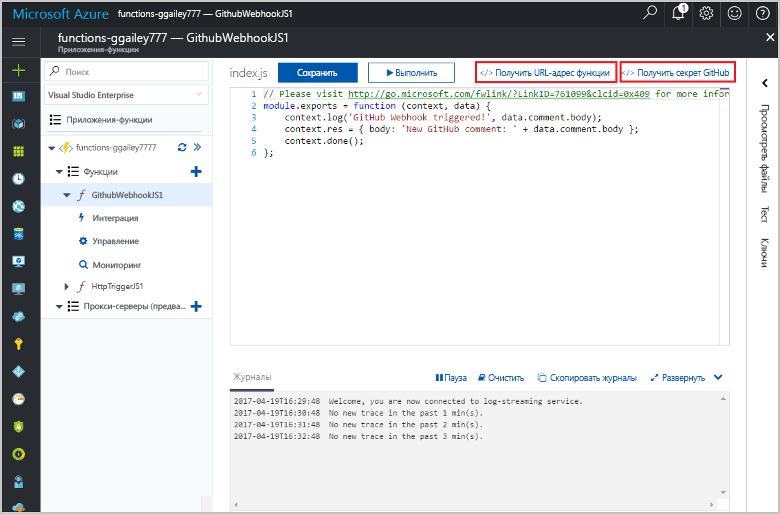 Microsoft Azure functions-ggailey777 — GithubWebhookJS1
1
functions-ggailey777 — GithubWebhookJS1
Приложения-функции
Поиск
Visual Studio Enterprise
Приложения-функции
functions-ggailey7777
Функции
GithubWebhookJS1
Интеграция
Управление
Мониторинг
HttpTriggerJS1
Прокси-серверы (предва...
index.js
Сохранить
Выполнить
</> Получить URL-адрес функции
</> Получить секрет GitHub
1 // Please visit http://go.microsoft.com/fwlink/?LinkID=761099&clcid=0x409 for more infor
2 module.exports = function (context, data) {
3 context.log('GitHub Webhook triggered!', data.comment.body);
4 context.res = { body: 'New GitHub comment: ' + data.comment.body };
5 context.done();
6 };
Журналы
Пауза
Очистить
Скопировать журналы
Развернуть
2017-04-19T16:29:48 Welcome, you are now connected to log-streaming service.
2017-04-19T16:30:48 No new trace in the past 1 min(s).
2017-04-19T16:31:48 No new trace in the past 2 min(s).
2017-04-19T16:32:48 No new trace in the past 3 min(s).
Просмотреть файлы
Тест
Ключи